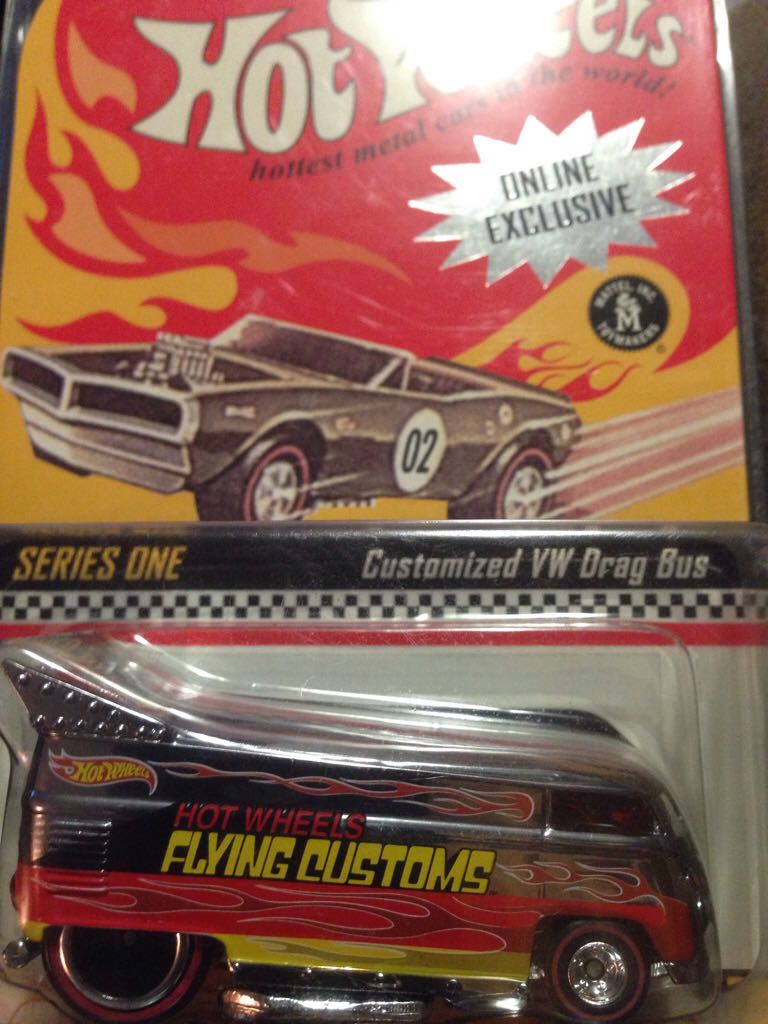 Hot Wheels
hottest metal cars in the world!
ONLINE
EXCLUSIVE
MATTEL, INC.
M
TOYMAKERS
02
SERIES ONE
Customized VW Drag Bus
Hot Wheels
HOT WHEELS
FLYING CUSTOMS